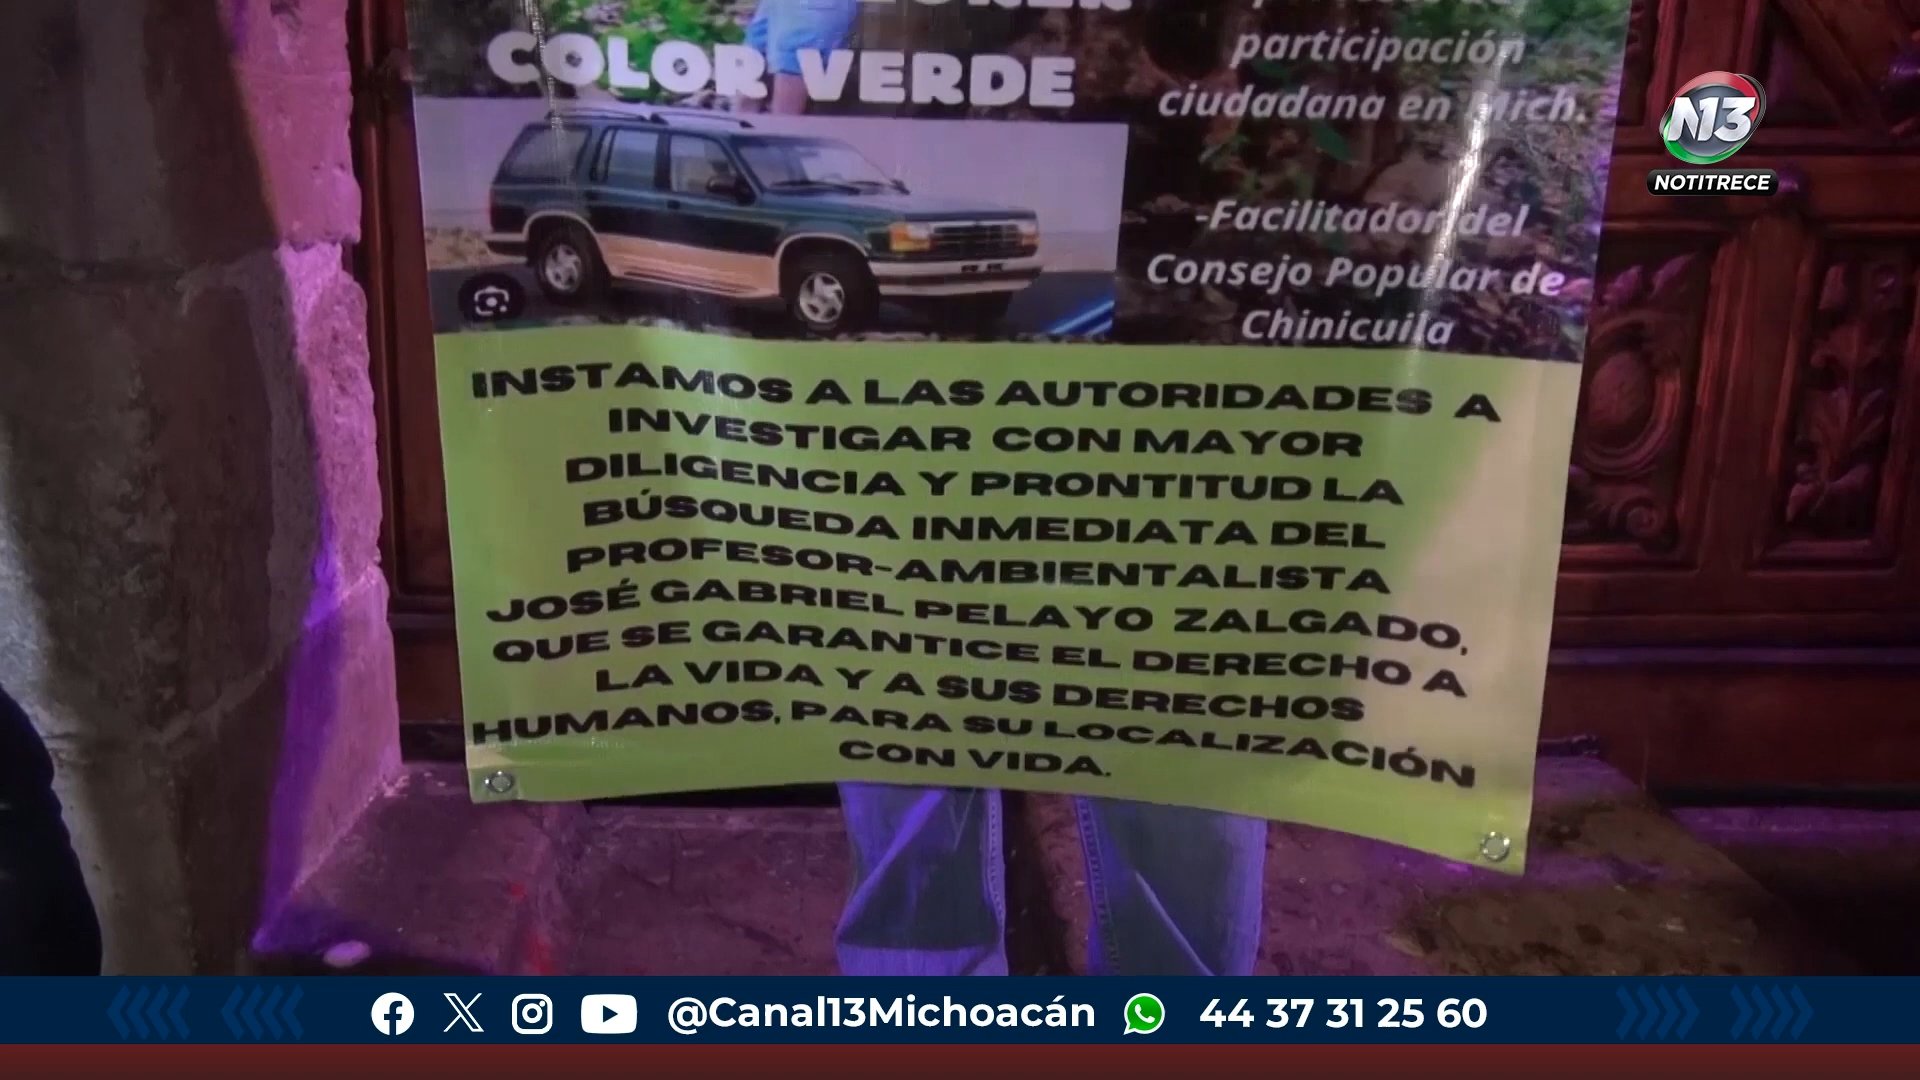 COLOR VERDE
participación
ciudadana en Mich.
-Facilitador del
Consejo Popular de
Chinicuila
INSTAMOS A LAS AUTORIDADES A
INVESTIGAR CON MAYOR
DILIGENCIA Y PRONTITUD LA
BÚSQUEDA INMEDIATA DEL
PROFESOR-AMBIENTALISTA
JOSÉ GABRIEL PELAYO ZALGADO,
QUE SE GARANTICE EL DERECHO A
LA VIDA Y A SUS DERECHOS
HUMANOS, PARA SU LOCALIZACIÓN
CON VIDA.
N13
NOTITRECE
@Canal13Michoacán 44 37 31 25 60